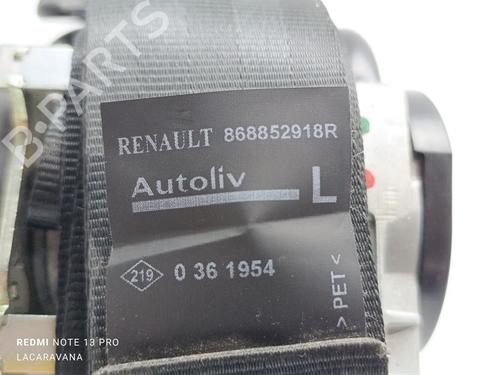 B-PARTS
RENAULT 868852918R
Autoliv L
219 0 36 1954
> PET <
REDMI NOTE 13 PRO
LACARAVANA